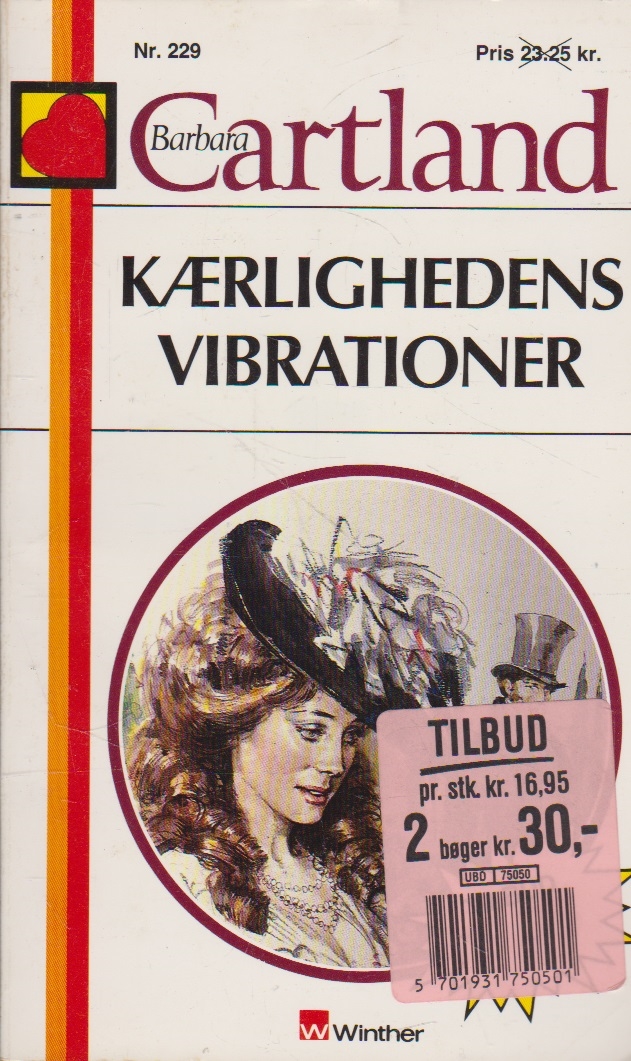 Nr. 229
Pris 23.25 kr.
Barbara Cartland
KÆRLIGHEDENS
VIBRATIONER
TILBUD
pr. stk. kr. 16,95
2 bøger kr. 30,-
UBD 75050
5 701931 750501
W Winther